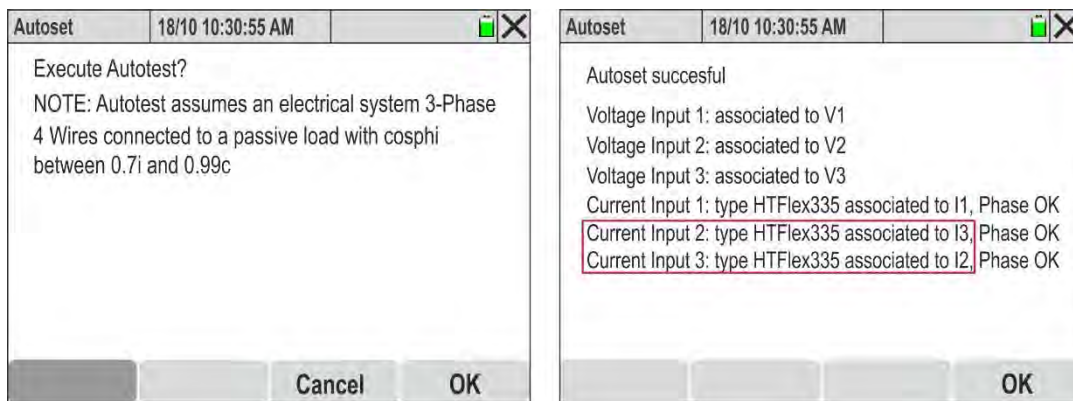 Autoset 18/10 10:30:55 AM
Execute Autotest?
NOTE: Autotest assumes an electrical system 3-Phase
4 Wires connected to a passive load with cosphi
between 0.7i and 0.99c
Cancel OK
Autoset 18/10 10:30:55 AM
Autoset succesful
Voltage Input 1: associated to V1
Voltage Input 2: associated to V2
Voltage Input 3: associated to V3
Current Input 1: type HTFlex335 associated to I1, Phase OK
Current Input 2: type HTFlex335 associated to I3, Phase OK
Current Input 3: type HTFlex335 associated to I2, Phase OK
OK